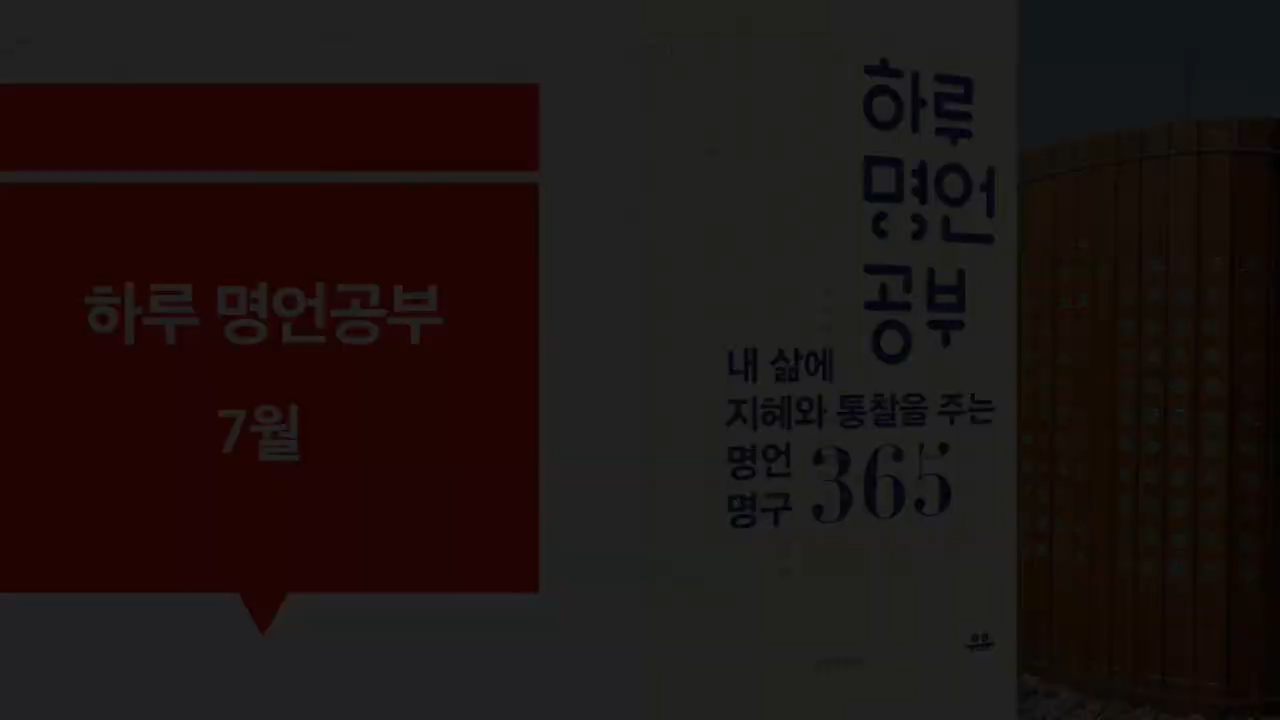 하루 명언공부
7월
하루
명언
공부
내 삶에
지혜와 통찰을 주는
명언
명구 365